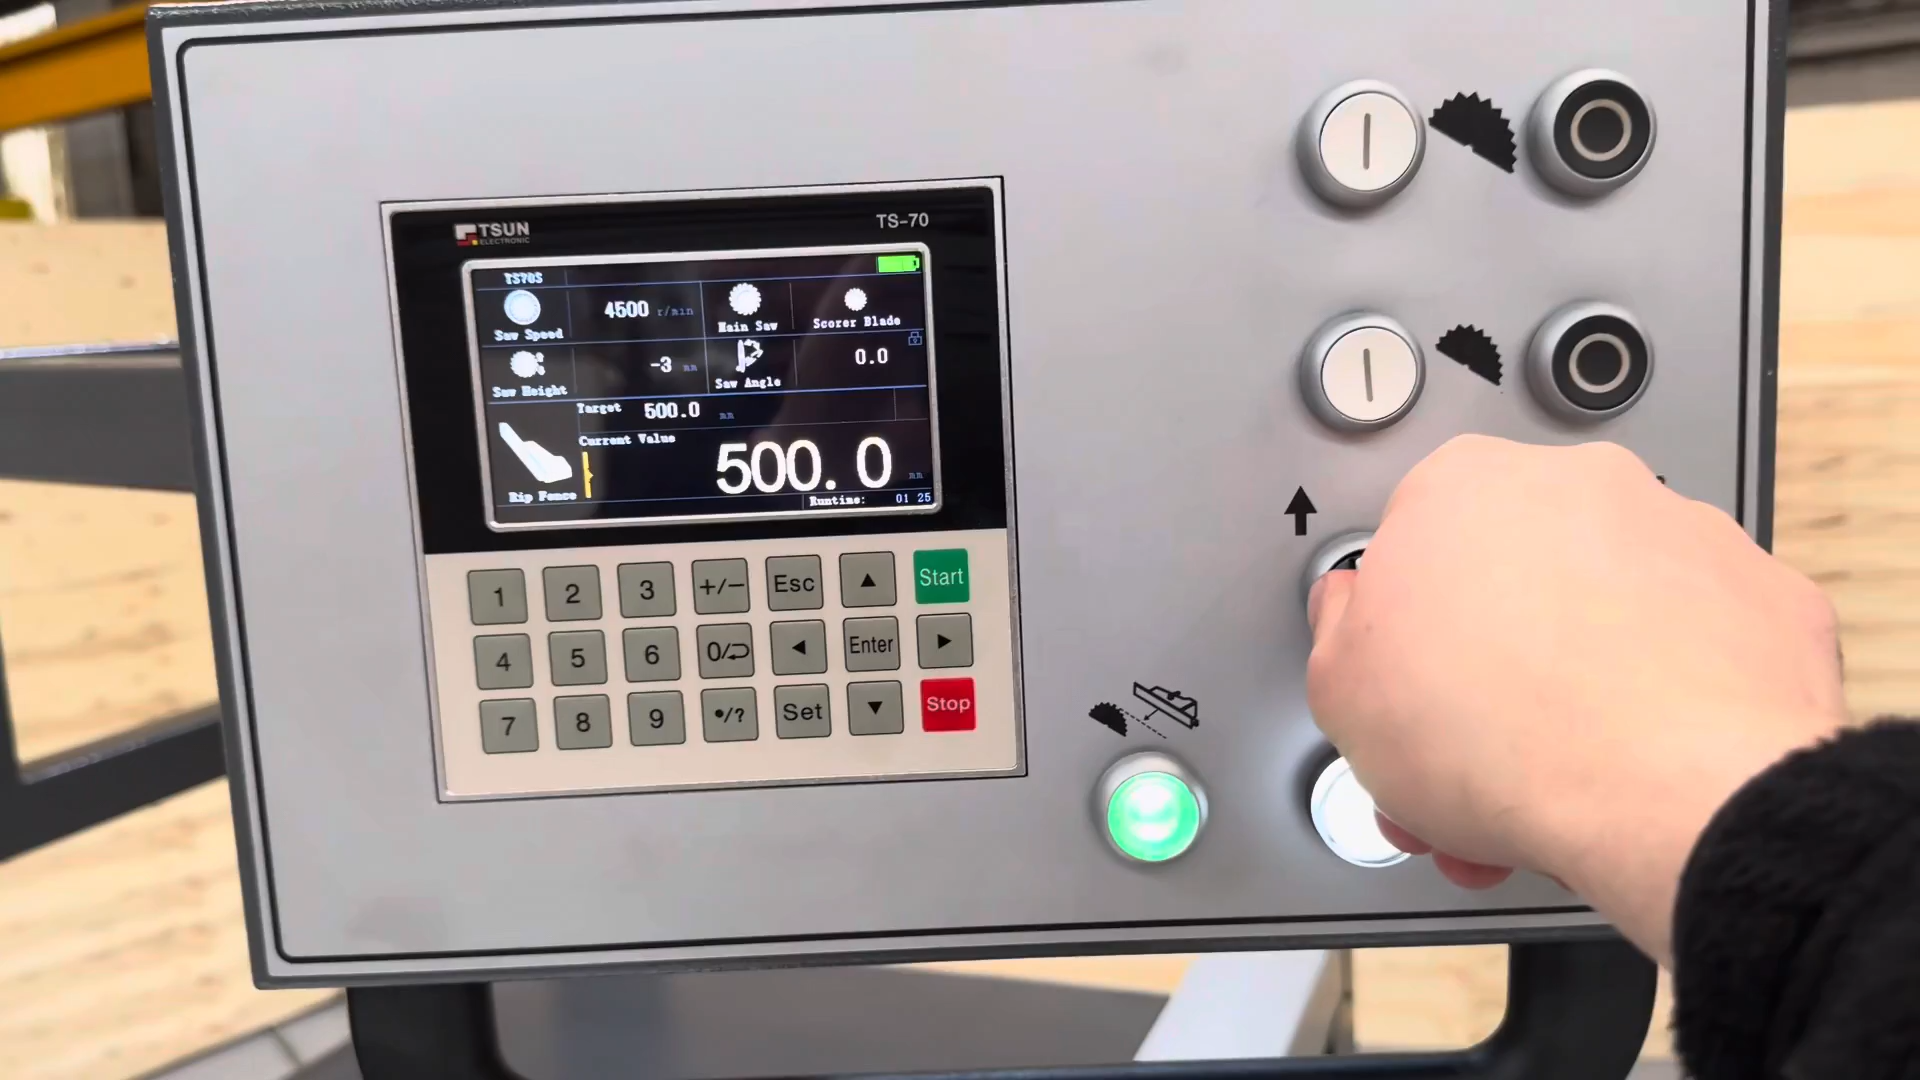 TSUN
ELECTRONIC
TS-70
TS70S
Saw Speed
4500 r/min
Main Saw
Scorer Blade
Saw Height
-3 mm
Saw Angle
0.0
Target 500.0 mm
Current Value
500.0 mm
Rip Fence
Runtime: 01 25
1 2 3 +/− Esc ▲ Start
4 5 6 0/⮌ ◄ Enter ►
7 8 9 •/? Set ▼ Stop